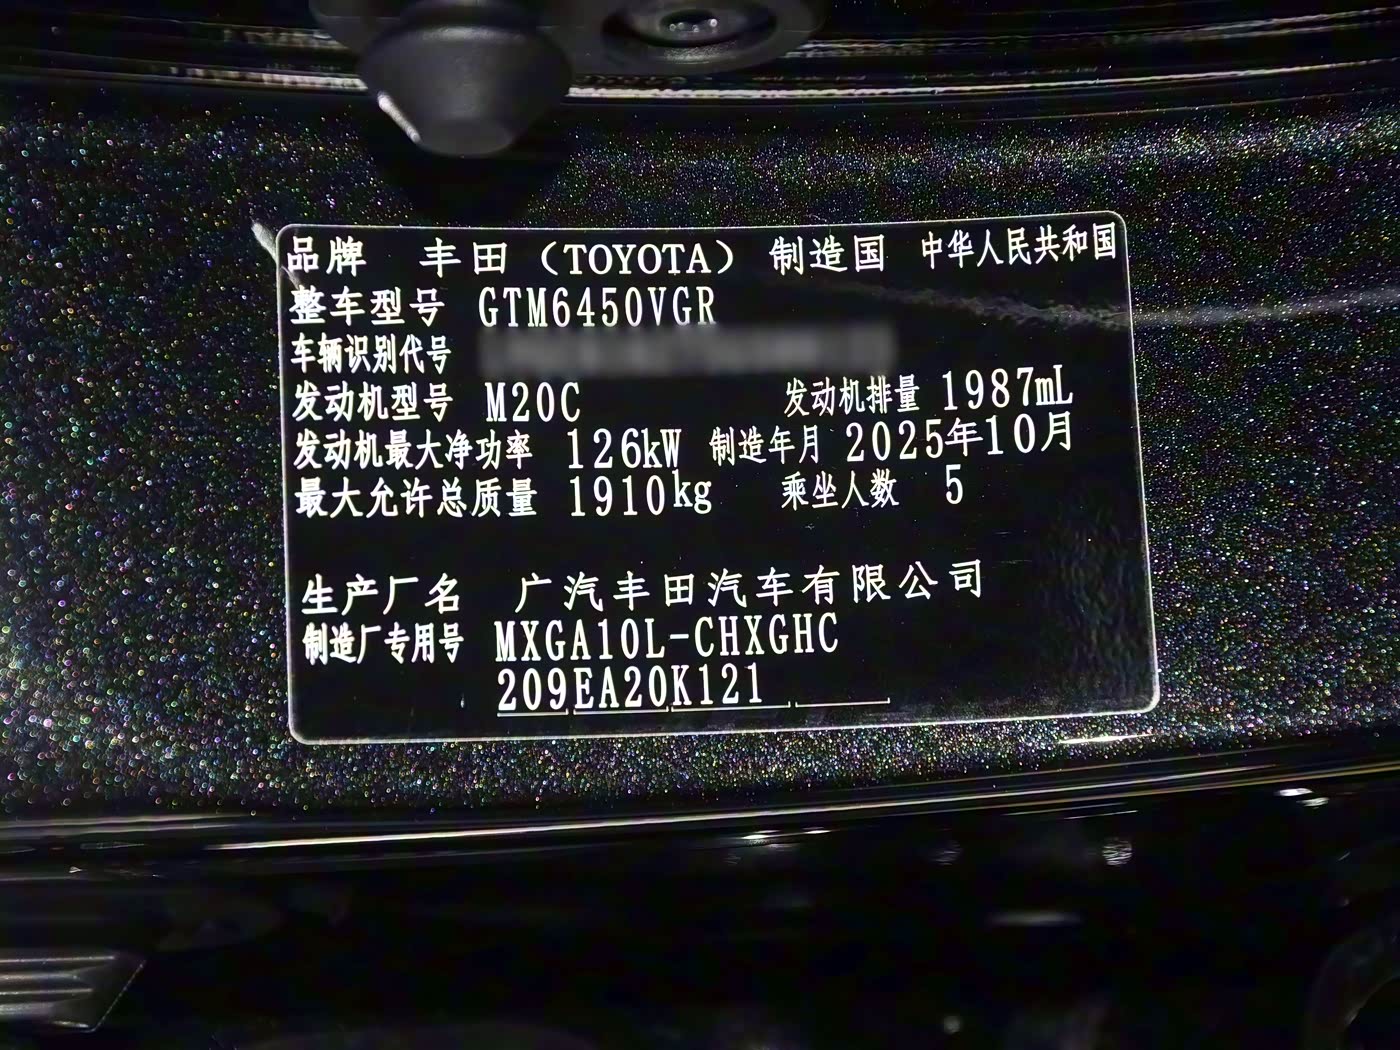 品牌 丰田（TOYOTA） 制造国 中华人民共和国
整车型号 GTM6450VGR
车辆识别代号
发动机型号 M20C 发动机排量 1987mL
发动机最大净功率 126kW 制造年月 2025年10月
最大允许总质量 1910kg 乘坐人数 5
生产厂名 广汽丰田汽车有限公司
制造厂专用号 MXGA10L-CHXGHC
209EA20K121